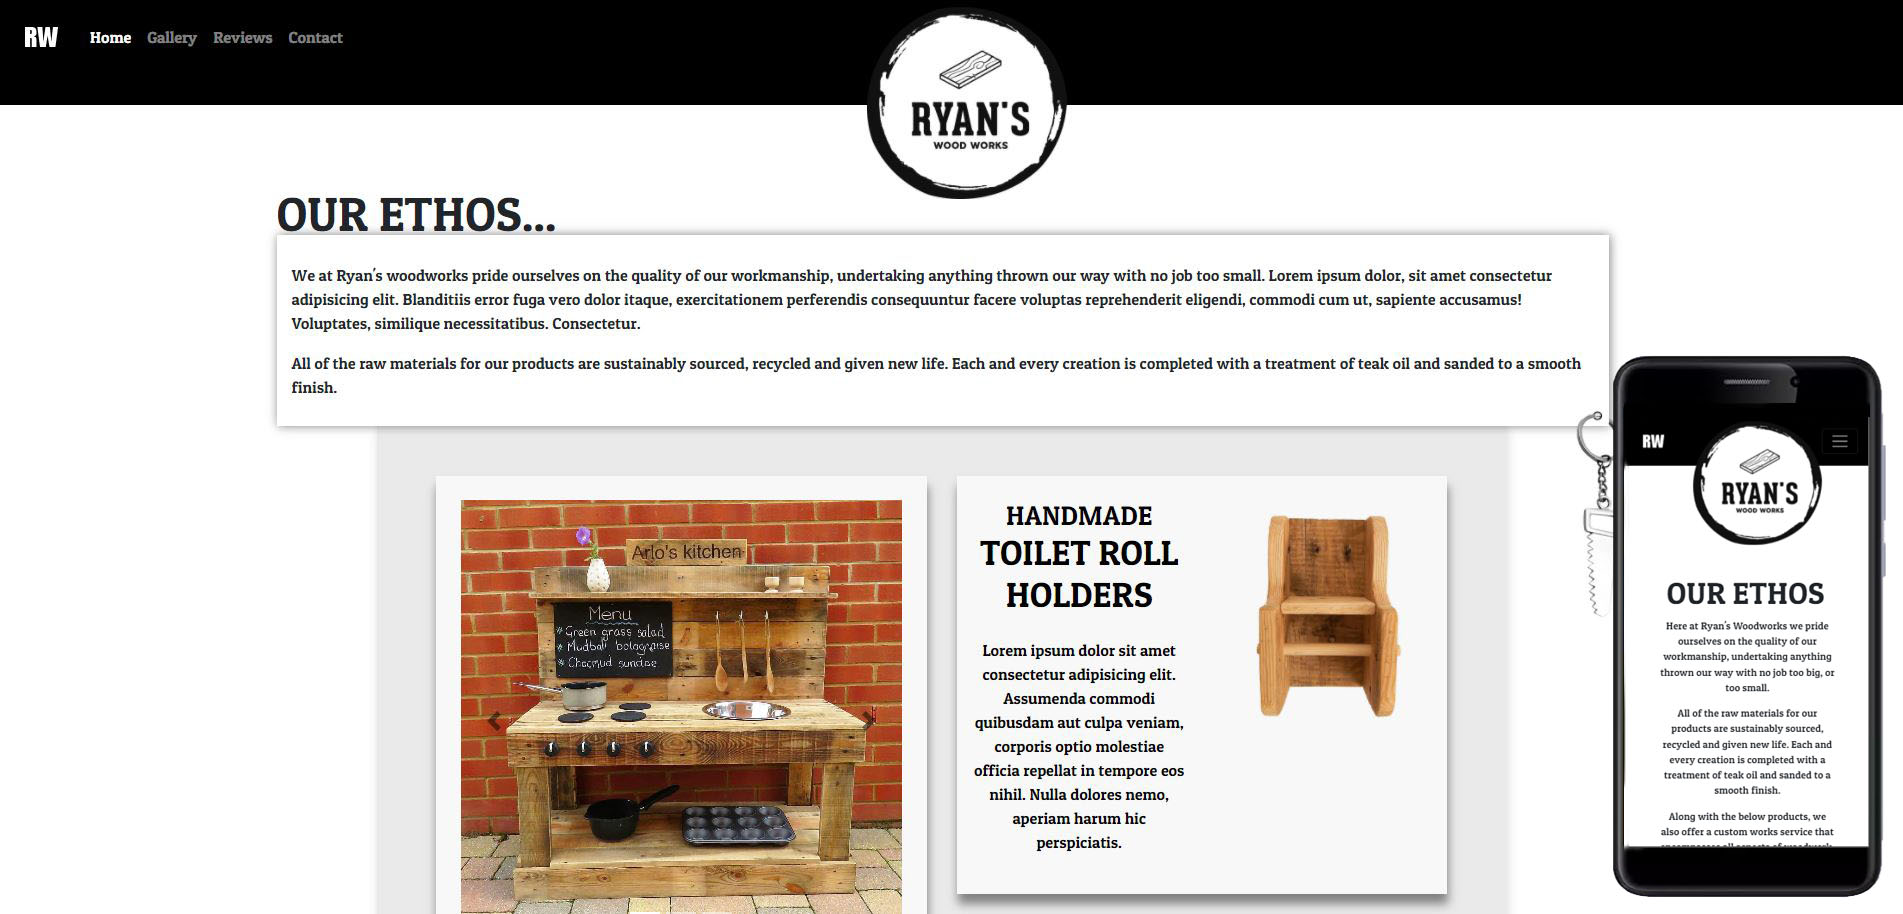 RW Home Gallery Reviews Contact
RYAN'S
WOOD WORKS
OUR ETHOS...
We at Ryan's woodworks pride ourselves on the quality of our workmanship, undertaking anything thrown our way with no job too small. Lorem ipsum dolor, sit amet consectetur
adipisicing elit. Blanditiis error fuga vero dolor itaque, exercitationem perferendis consequuntur facere voluptas reprehenderit eligendi, commodi cum ut, sapiente accusamus!
Voluptates, similique necessitatibus. Consectetur.
All of the raw materials for our products are sustainably sourced, recycled and given new life. Each and every creation is completed with a treatment of teak oil and sanded to a smooth
finish.
Arlo's kitchen
Menu
* Green grass salad
* Mudball bolognaise
* Chocmud sundae
HANDMADE
TOILET ROLL
HOLDERS
Lorem ipsum dolor sit amet
consectetur adipisicing elit.
Assumenda commodi
quibusdam aut culpa veniam,
corporis optio molestiae
officia repellat in tempore eos
nihil. Nulla dolores nemo,
aperiam harum hic
perspiciatis.
RW
RYAN'S
WOOD WORKS
OUR ETHOS
Here at Ryan's Woodworks we pride
ourselves on the quality of our
workmanship, undertaking anything
thrown our way with no job too big, or
too small.
All of the raw materials for our
products are sustainably sourced,
recycled and given new life. Each and
every creation is completed with a
treatment of teak oil and sanded to a
smooth finish.
Along with the below products, we
also offer a custom works service that